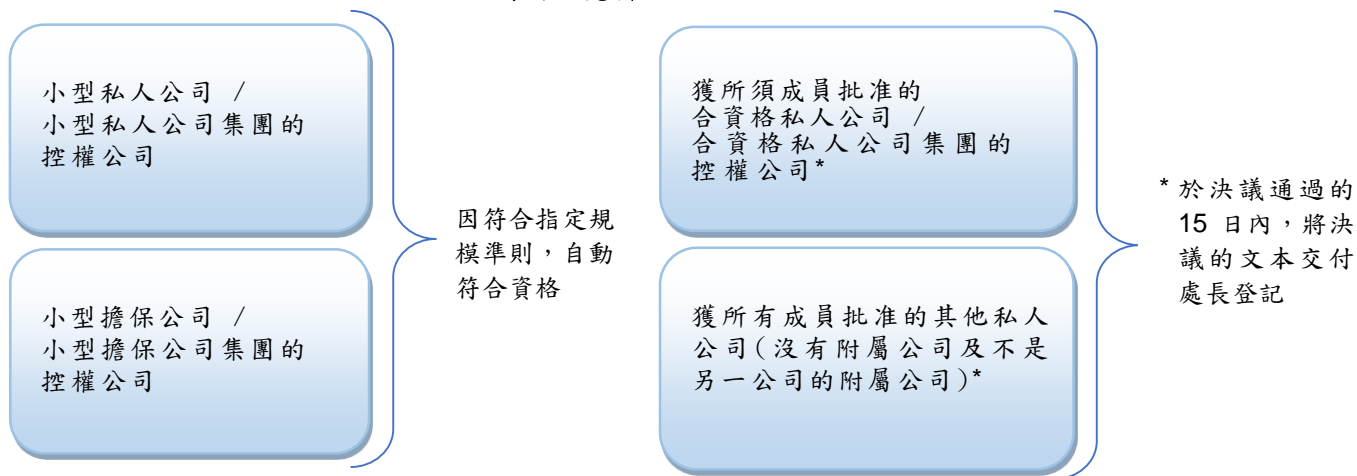 小型私人公司 /
小型私人公司集團的
控權公司
小型擔保公司 /
小型擔保公司集團的
控權公司
因符合指定規
模準則，自動
符合資格
獲所須成員批准的
合資格私人公司 /
合資格私人公司集團的
控權公司*
獲所有成員批准的其他私人
公司(沒有附屬公司及不是
另一公司的附屬公司)*
* 於決議通過的
15 日內，將決
議的文本交付
處長登記